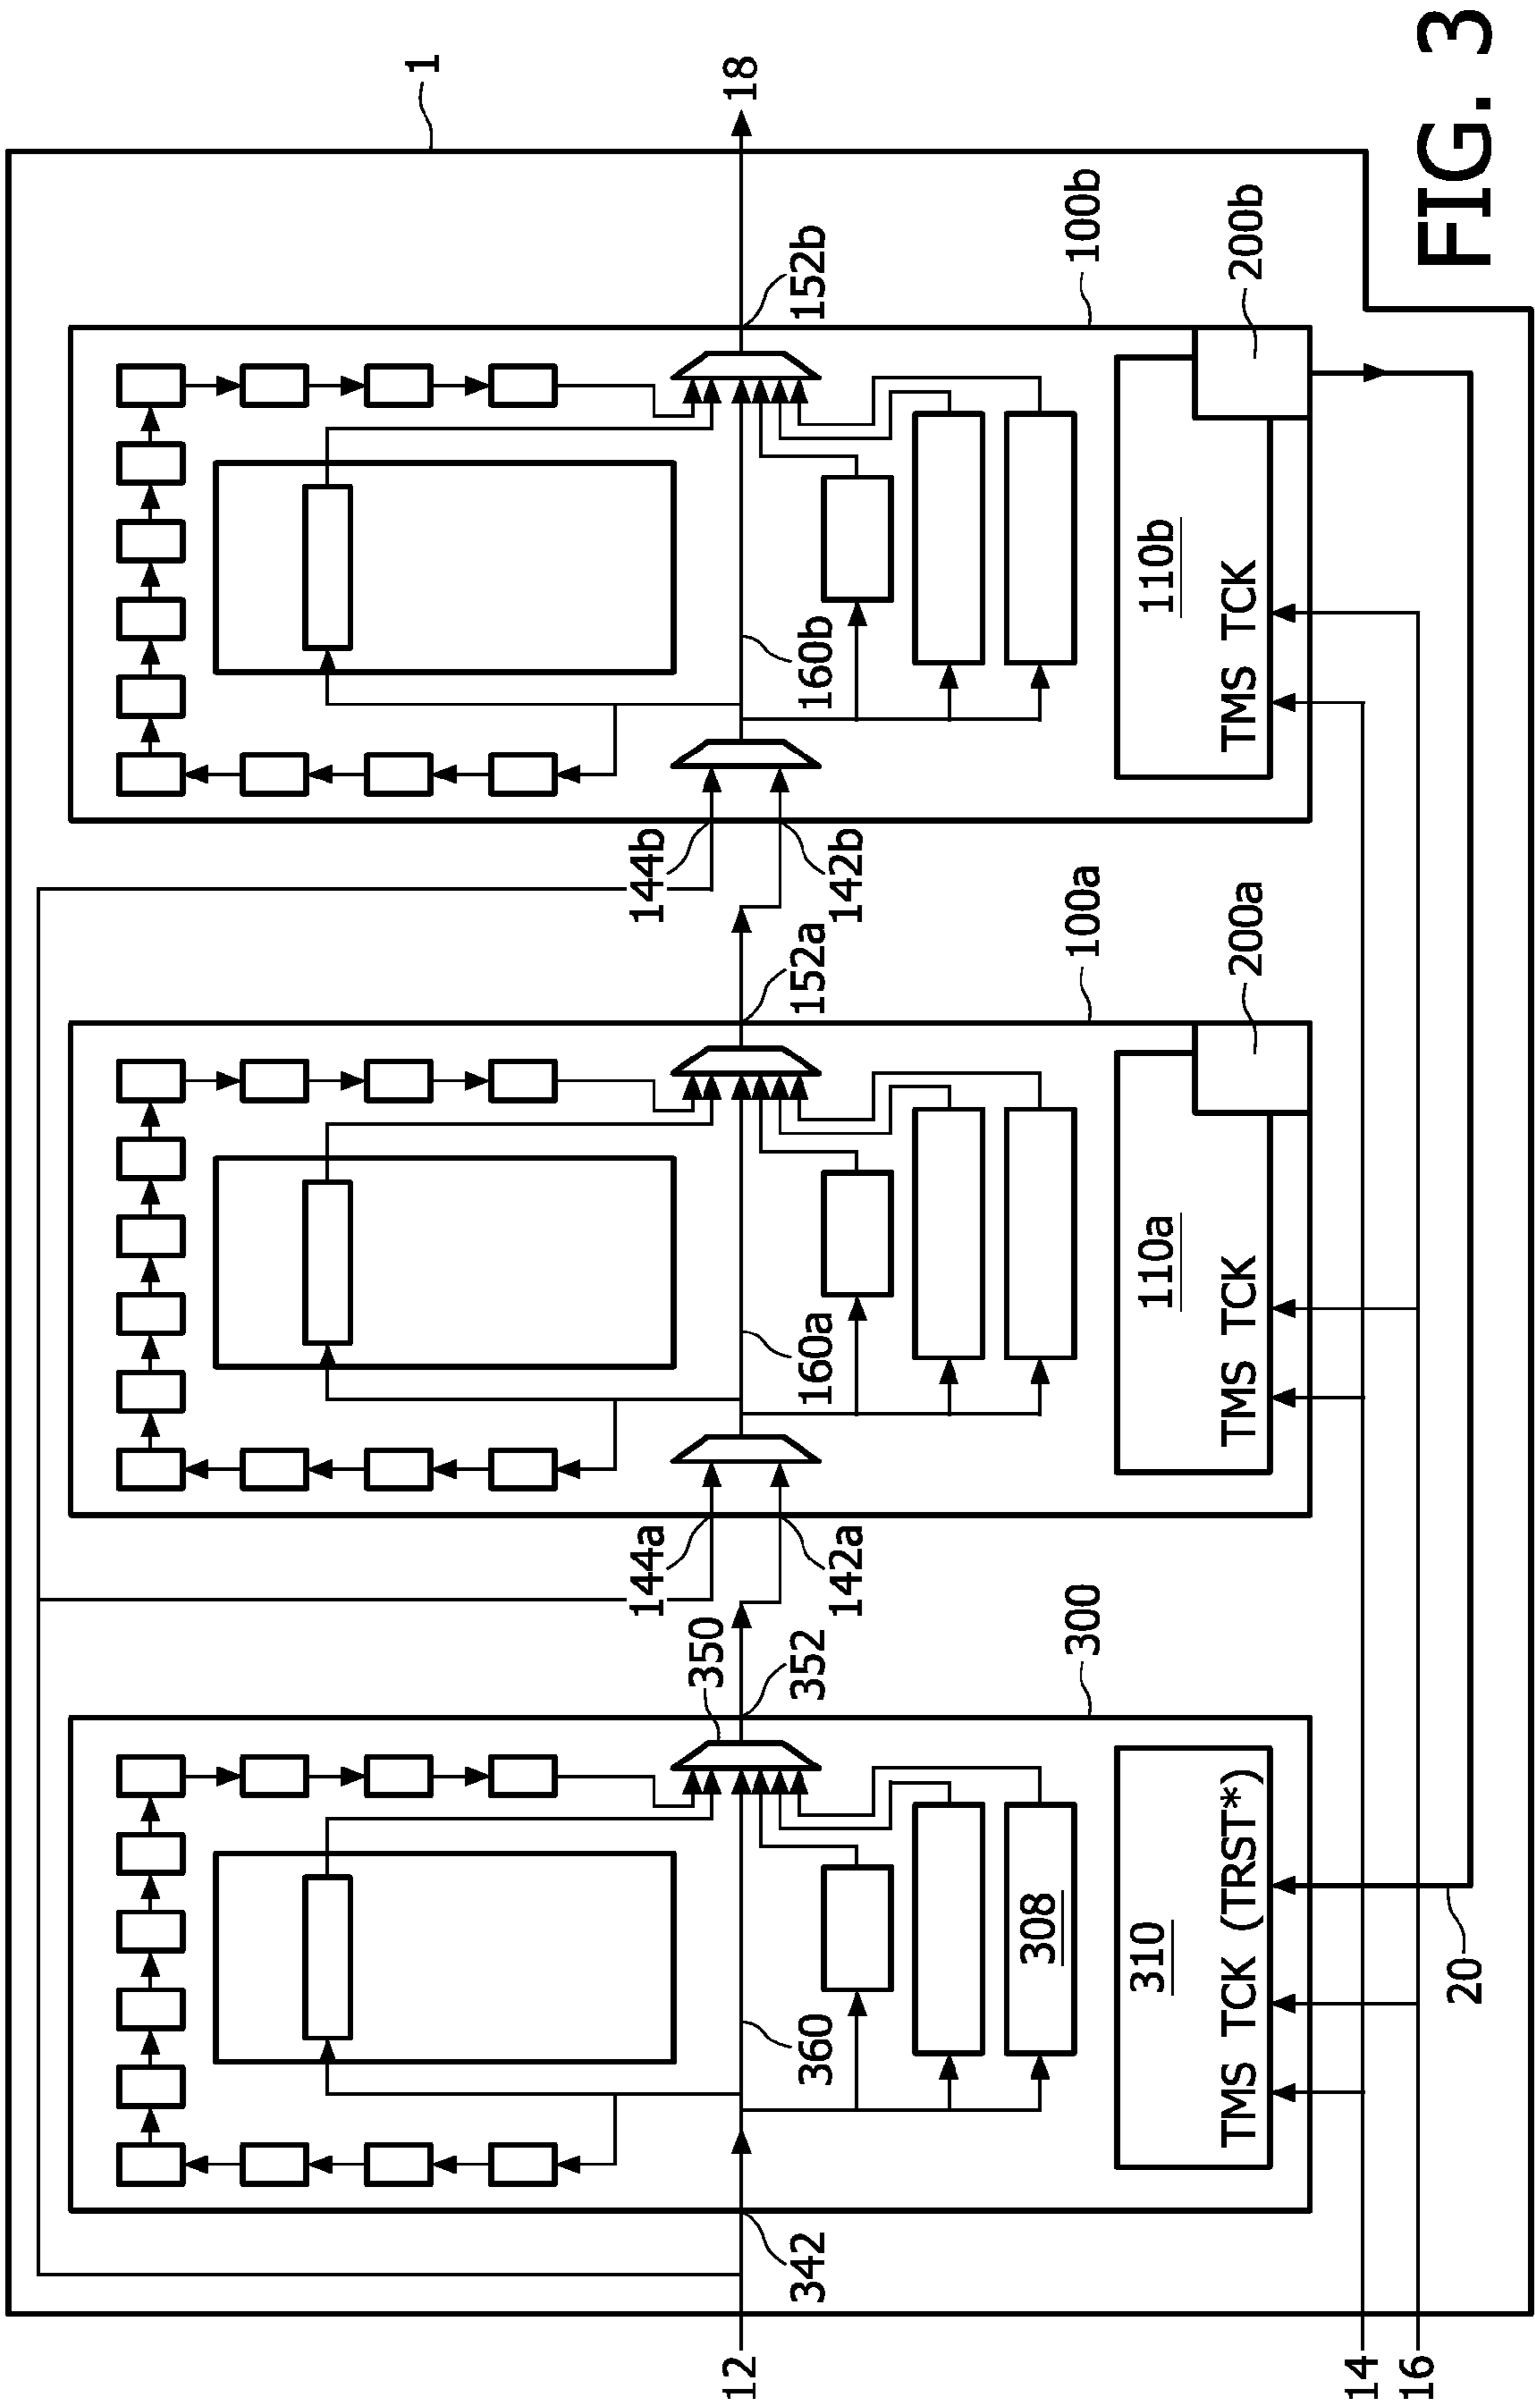 1
18
152b
100b
200b
160b
110b
TMS TCK
144b
142b
152a
100a
200a
160a
110a
TMS TCK
144a
142a
350
352
300
360
308
310
TMS TCK (TRST*)
20
342
12
14
16
FIG. 3